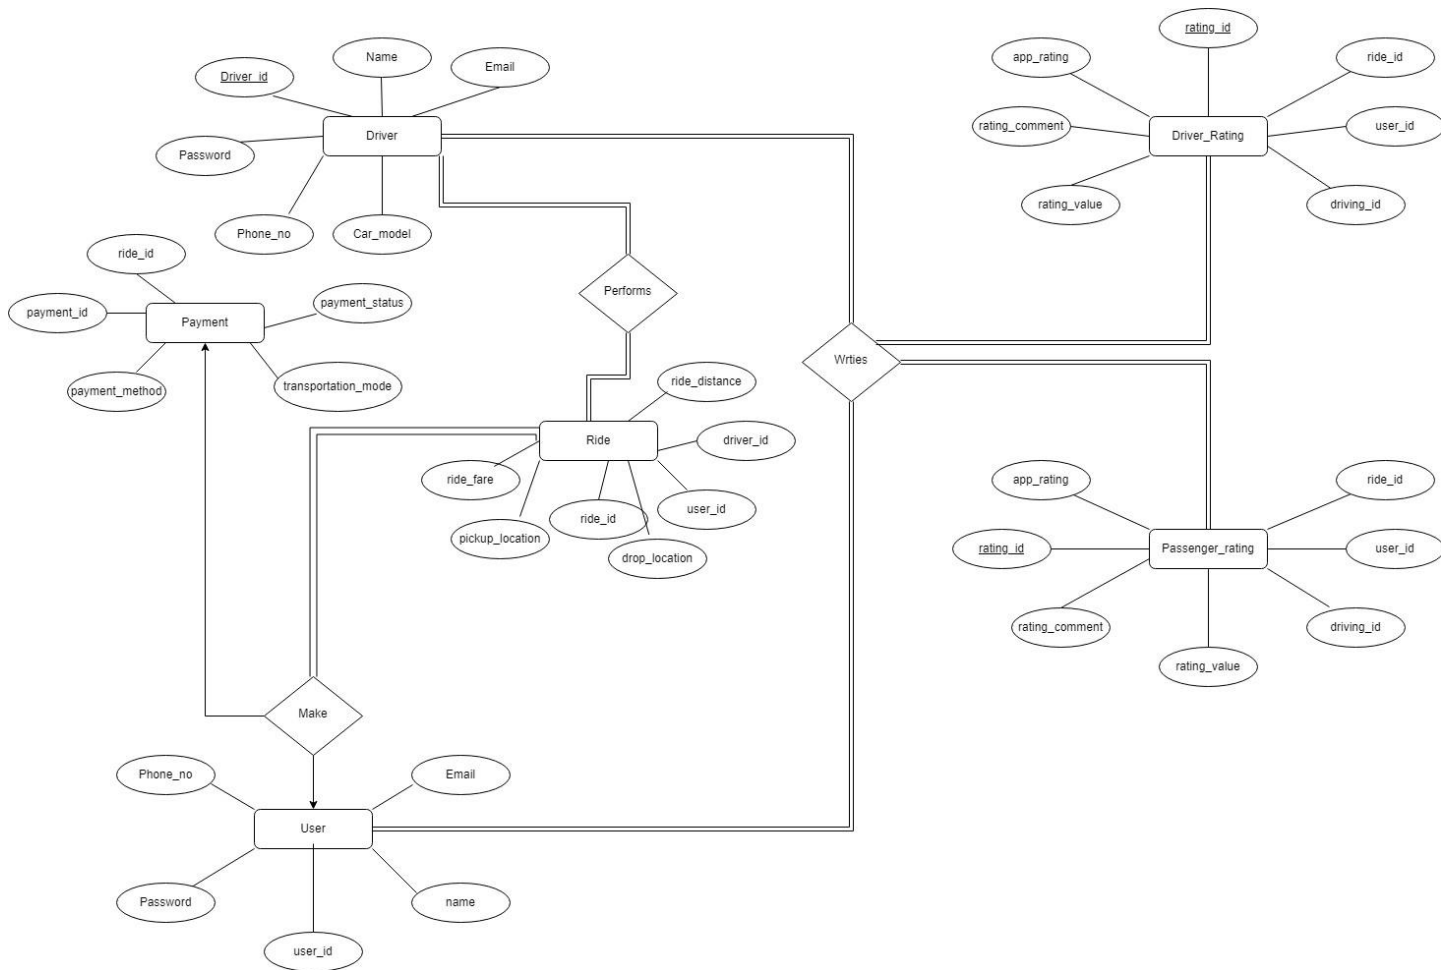 rating_id
Name
app_rating
ride_id
Email
Driver_id
Driver
rating_comment
Driver_Rating
user_id
Password
rating_value
driving_id
Phone_no
Car_model
ride_id
Performs
payment_status
payment_id
Payment
Wrties
payment_method
transportation_mode
ride_distance
Ride
driver_id
ride_fare
app_rating
ride_id
user_id
ride_id
pickup_location
drop_location
rating_id
Passenger_rating
user_id
rating_comment
driving_id
rating_value
Make
Phone_no
Email
User
Password
name
user_id